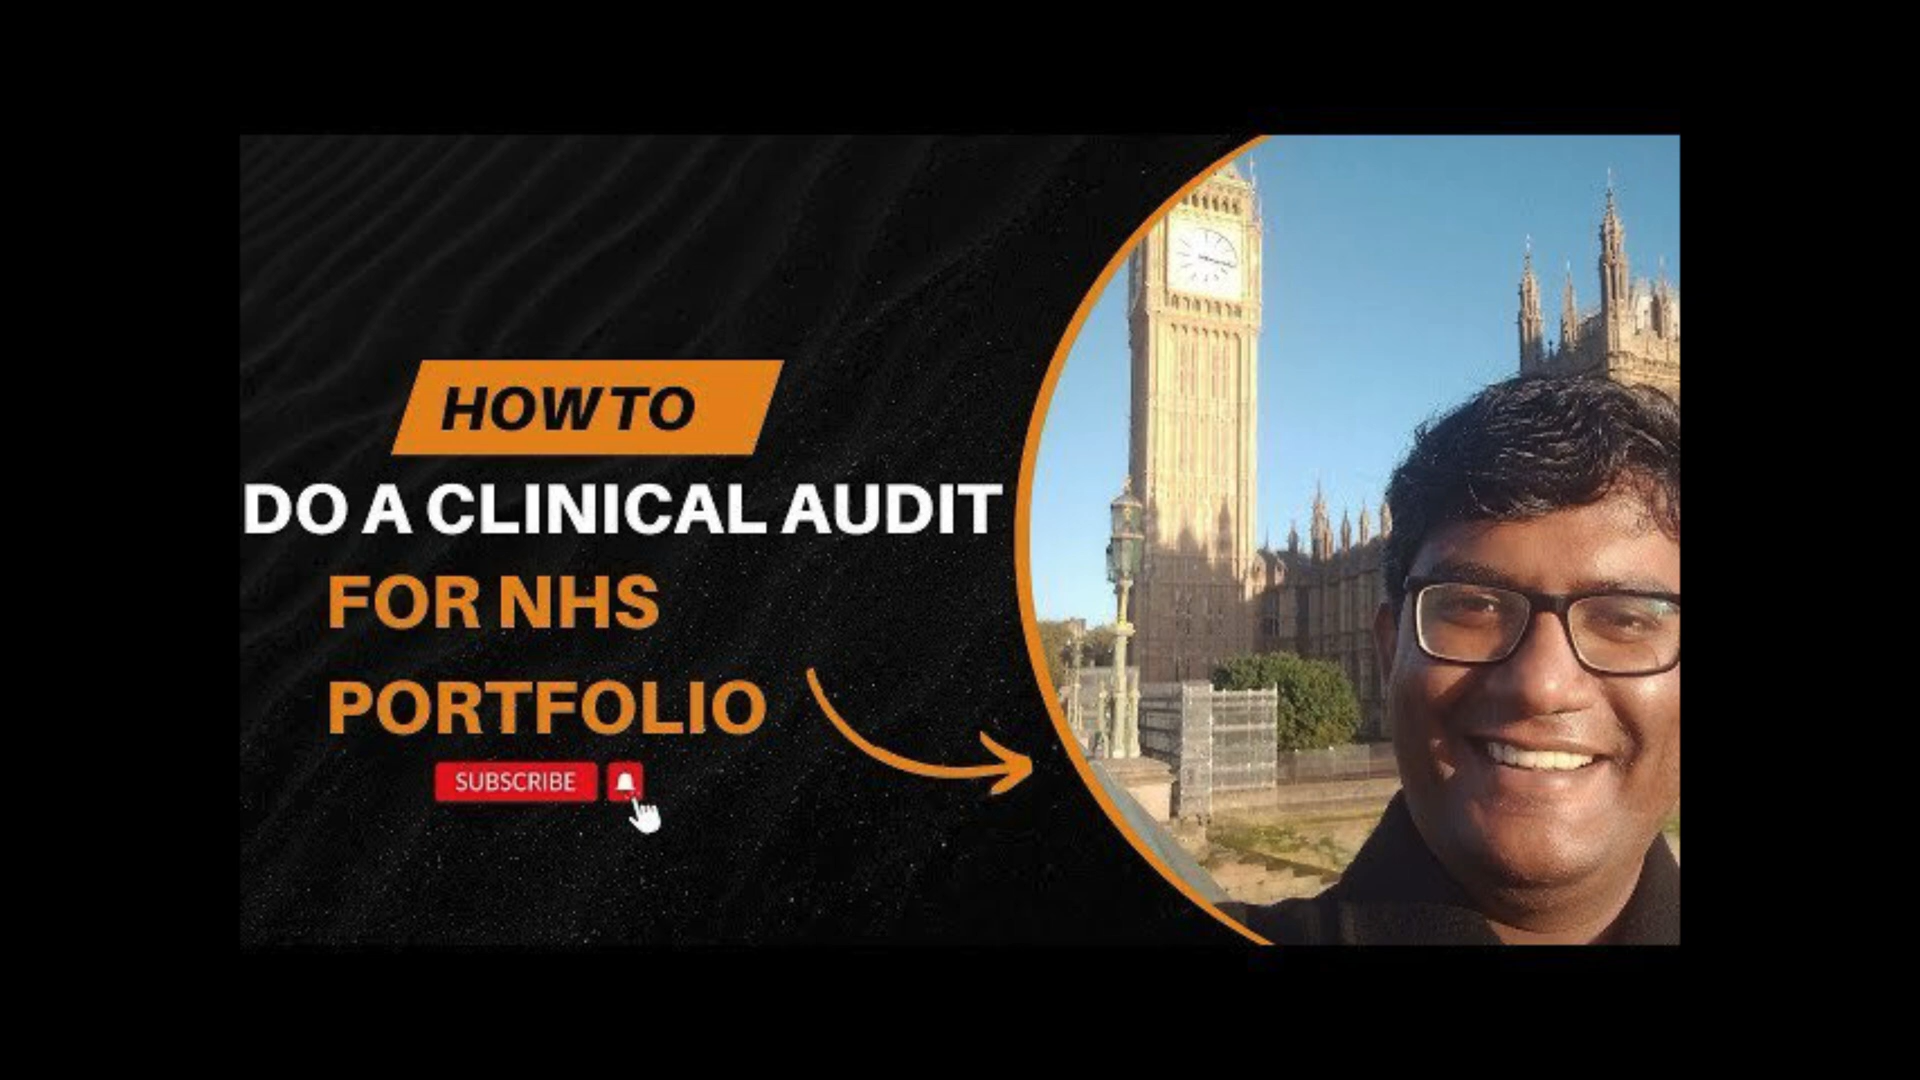 HOW TO
DO A CLINICAL AUDIT
FOR NHS
PORTFOLIO
SUBSCRIBE